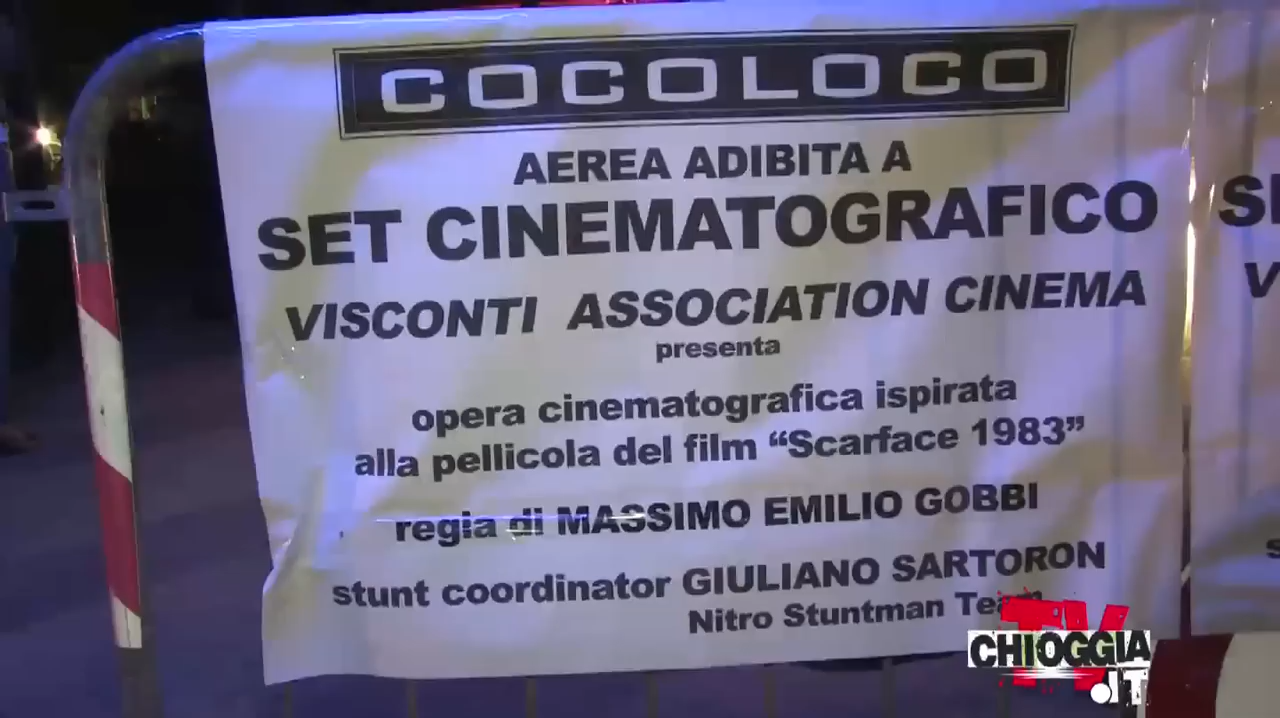 COCOLOCO
AEREA ADIBITA A
SET CINEMATOGRAFICO
VISCONTI ASSOCIATION CINEMA
presenta
opera cinematografica ispirata
alla pellicola del film “Scarface 1983”
regia di MASSIMO EMILIO GOBBI
stunt coordinator GIULIANO SARTORON
Nitro Stuntman Team
TV
CHIOGGIA
.IT